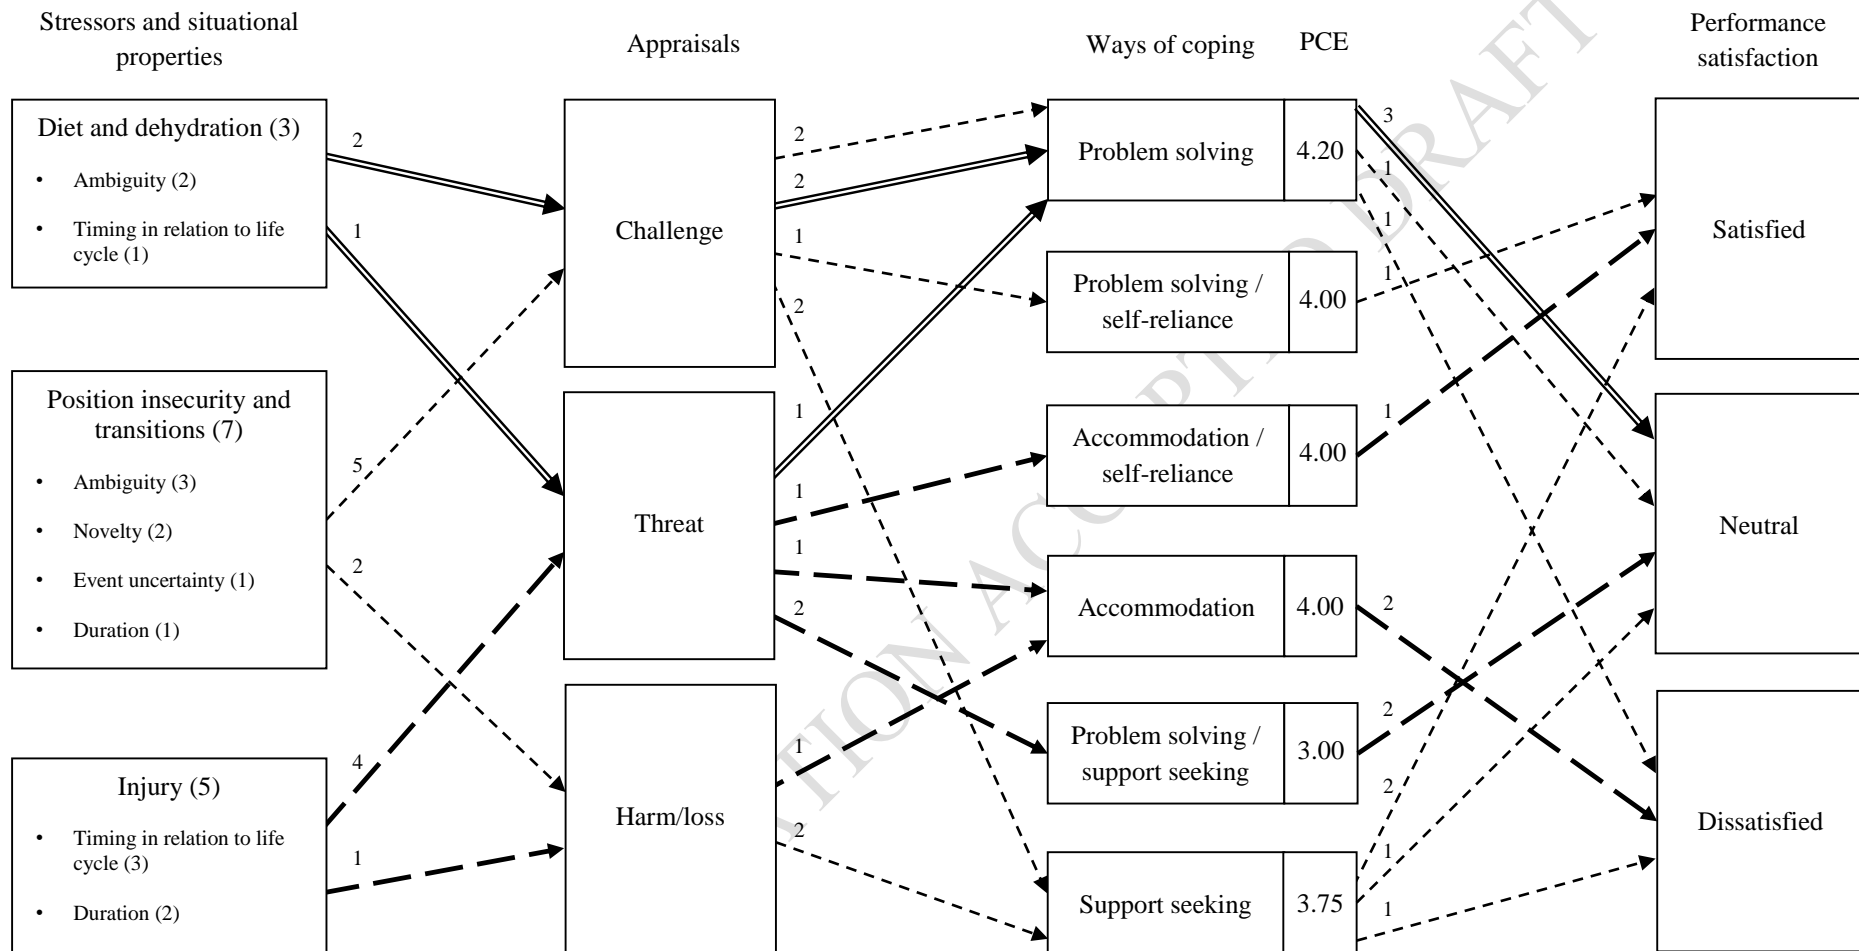 Stressors and situational
properties
Appraisals
Ways of coping
PCE
Performance
satisfaction
Diet and dehydration (3)
• Ambiguity (2)
• Timing in relation to life
cycle (1)
Position insecurity and
transitions (7)
• Ambiguity (3)
• Novelty (2)
• Event uncertainty (1)
• Duration (1)
Injury (5)
• Timing in relation to life
cycle (3)
• Duration (2)
2
1
5
2
4
1
Challenge
Threat
Harm/loss
2
2
1
2
1
1
1
2
1
2
Problem solving
4.20
Problem solving /
self-reliance
4.00
Accommodation /
self-reliance
4.00
Accommodation
4.00
Problem solving /
support seeking
3.00
Support seeking
3.75
3
1
1
1
1
2
2
2
1
1
Satisfied
Neutral
Dissatisfied